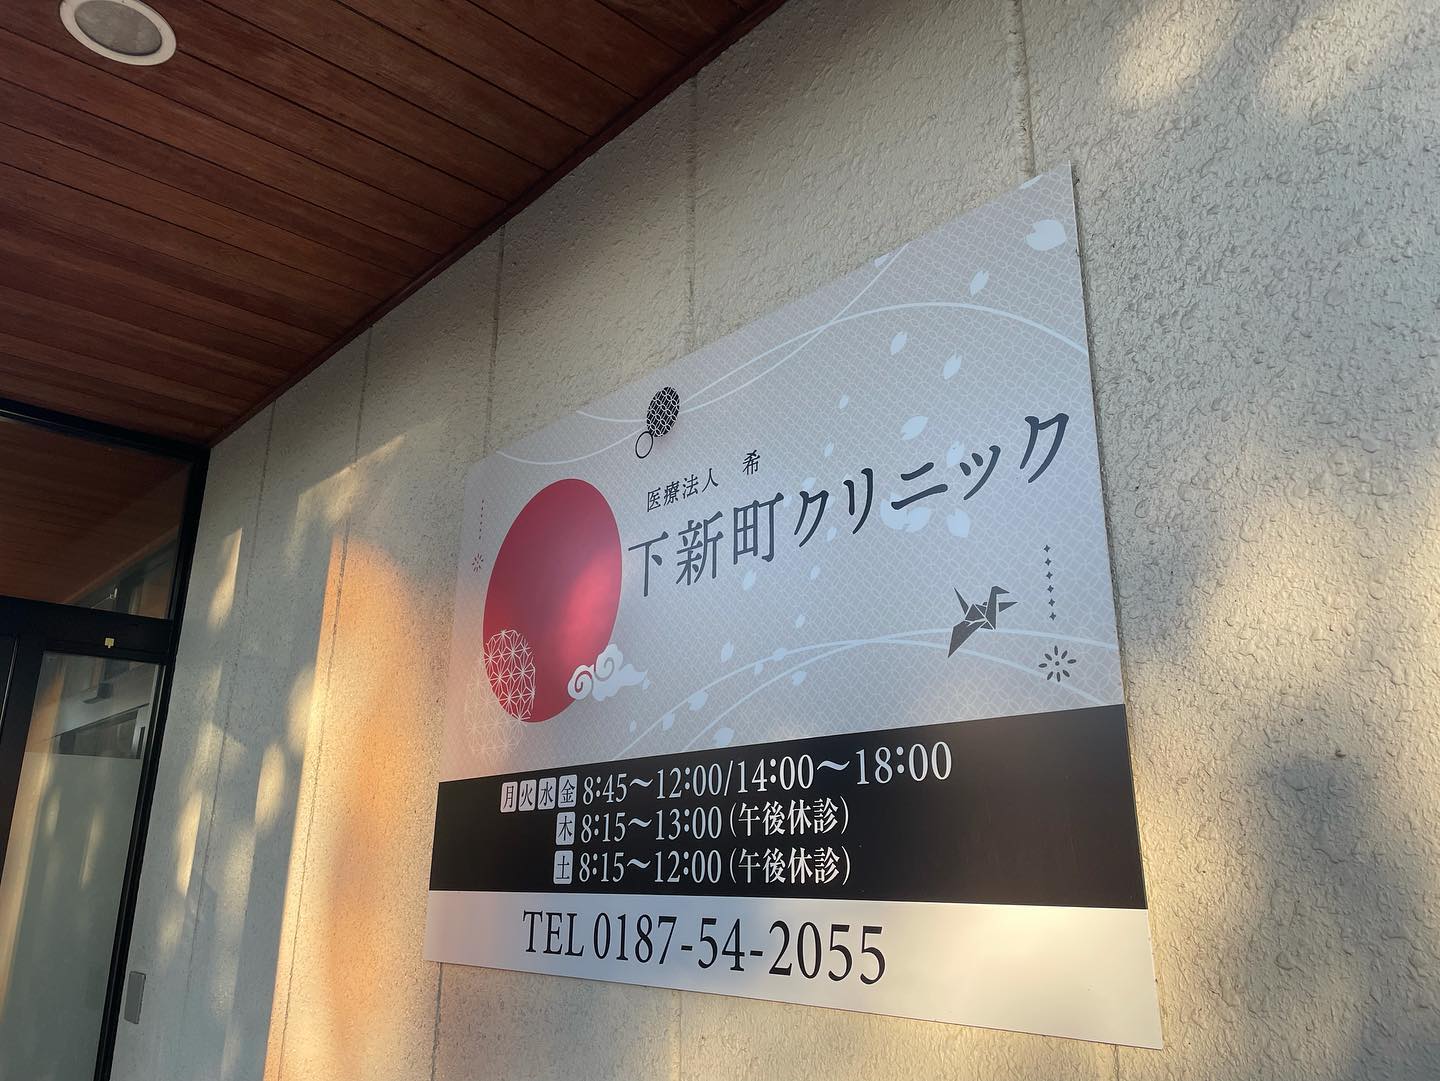 医療法人 希
下新町クリニック
月火水金 8:45〜12:00/14:00〜18:00
木 8:15〜13:00(午後休診)
土 8:15〜12:00(午後休診)
TEL 0187-54-2055